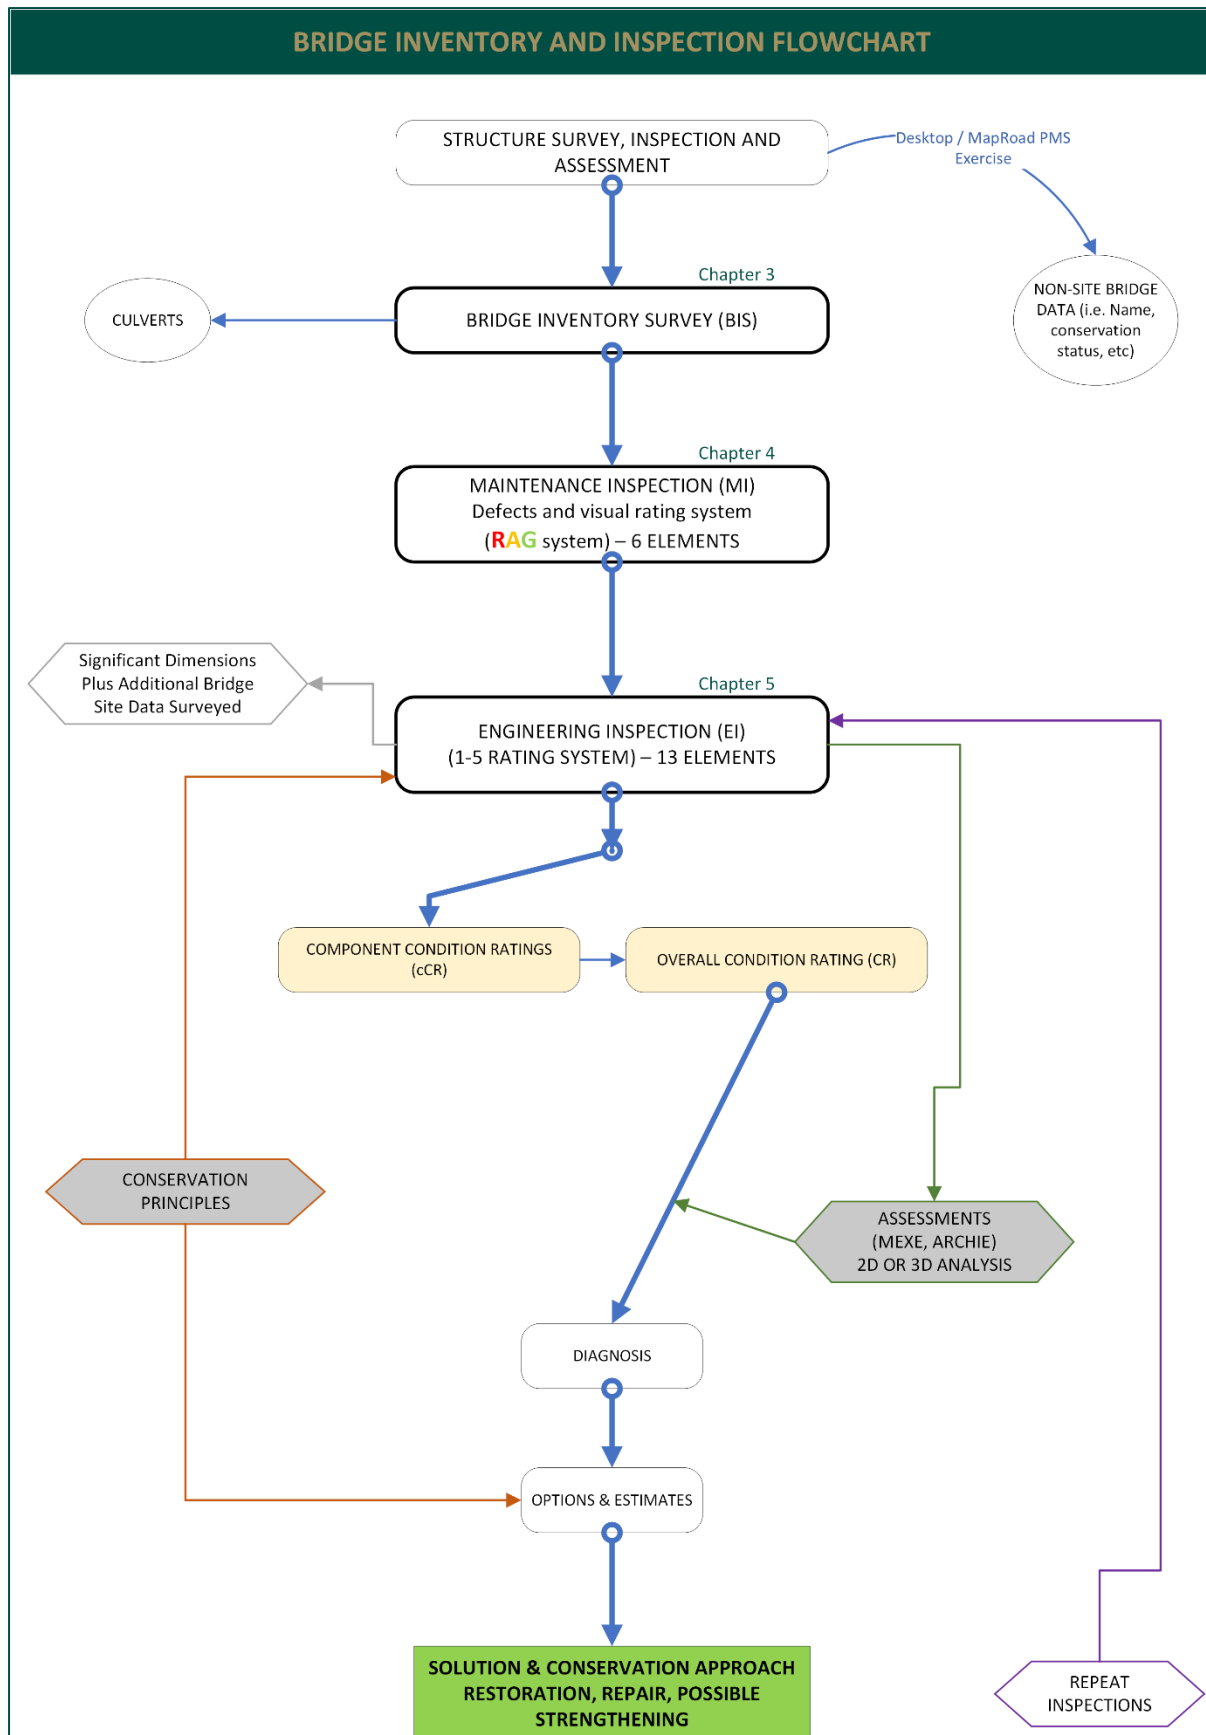 BRIDGE INVENTORY AND INSPECTION FLOWCHART
STRUCTURE SURVEY, INSPECTION AND
ASSESSMENT
Desktop / MapRoad PMS
Exercise
Chapter 3
NON-SITE BRIDGE
DATA (i.e. Name,
conservation
status, etc)
CULVERTS
BRIDGE INVENTORY SURVEY (BIS)
Chapter 4
MAINTENANCE INSPECTION (MI)
Defects and visual rating system
(RAG system) – 6 ELEMENTS
Significant Dimensions
Plus Additional Bridge
Site Data Surveyed
Chapter 5
ENGINEERING INSPECTION (EI)
(1-5 RATING SYSTEM) – 13 ELEMENTS
COMPONENT CONDITION RATINGS
(cCR)
OVERALL CONDITION RATING (CR)
CONSERVATION
PRINCIPLES
ASSESSMENTS
(MEXE, ARCHIE)
2D OR 3D ANALYSIS
DIAGNOSIS
OPTIONS & ESTIMATES
SOLUTION & CONSERVATION APPROACH
RESTORATION, REPAIR, POSSIBLE
STRENGTHENING
REPEAT
INSPECTIONS